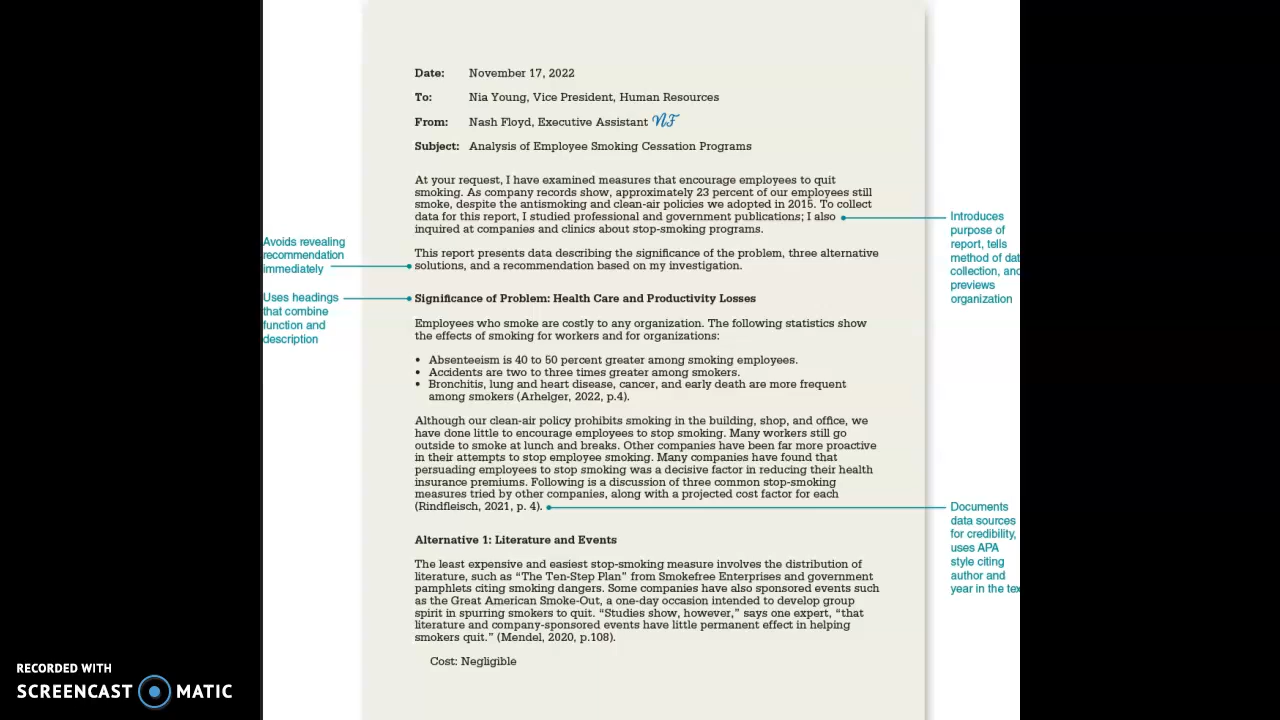 Date: November 17, 2022
To: Nia Young, Vice President, Human Resources
From: Nash Floyd, Executive Assistant NF
Subject: Analysis of Employee Smoking Cessation Programs
At your request, I have examined measures that encourage employees to quit
smoking. As company records show, approximately 23 percent of our employees still
smoke, despite the antismoking and clean-air policies we adopted in 2015. To collect
data for this report, I studied professional and government publications; I also
inquired at companies and clinics about stop-smoking programs.
Introduces
purpose of
report, tells
method of dat
collection, and
previews
organization
Avoids revealing
recommendation
immediately
This report presents data describing the significance of the problem, three alternative
solutions, and a recommendation based on my investigation.
Uses headings
that combine
function and
description
Significance of Problem: Health Care and Productivity Losses
Employees who smoke are costly to any organization. The following statistics show
the effects of smoking for workers and for organizations:
• Absenteeism is 40 to 50 percent greater among smoking employees.
• Accidents are two to three times greater among smokers.
• Bronchitis, lung and heart disease, cancer, and early death are more frequent
among smokers (Arhelger, 2022, p.4).
Although our clean-air policy prohibits smoking in the building, shop, and office, we
have done little to encourage employees to stop smoking. Many workers still go
outside to smoke at lunch and breaks. Other companies have been far more proactive
in their attempts to stop employee smoking. Many companies have found that
persuading employees to stop smoking was a decisive factor in reducing their health
insurance premiums. Following is a discussion of three common stop-smoking
measures tried by other companies, along with a projected cost factor for each
(Rindfleisch, 2021, p. 4).
Documents
data sources
for credibility,
uses APA
style citing
author and
year in the tex
Alternative 1: Literature and Events
The least expensive and easiest stop-smoking measure involves the distribution of
literature, such as “The Ten-Step Plan” from Smokefree Enterprises and government
pamphlets citing smoking dangers. Some companies have also sponsored events such
as the Great American Smoke-Out, a one-day occasion intended to develop group
spirit in spurring smokers to quit. “Studies show, however,” says one expert, “that
literature and company-sponsored events have little permanent effect in helping
smokers quit.” (Mendel, 2020, p.108).
Cost: Negligible
RECORDED WITH
SCREENCAST MATIC